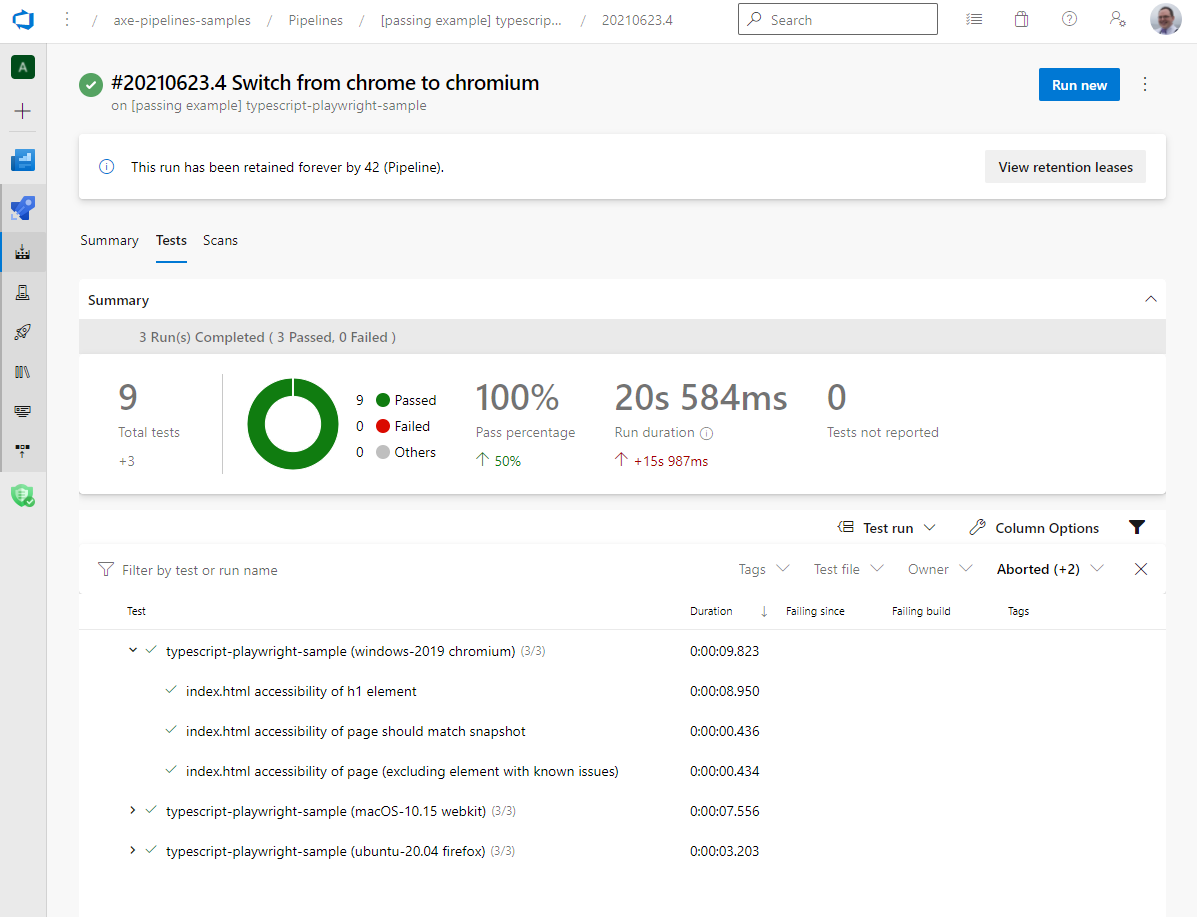 / axe-pipelines-samples / Pipelines / [passing example] typescrip... / 20210623.4 Search
A
#20210623.4 Switch from chrome to chromium
on [passing example] typescript-playwright-sample
Run new
This run has been retained forever by 42 (Pipeline).
View retention leases
Summary Tests Scans
Summary
3 Run(s) Completed ( 3 Passed, 0 Failed )
9
Total tests
+3
9 Passed
0 Failed
0 Others
100%
Pass percentage
50%
20s 584ms
Run duration
+15s 987ms
0
Tests not reported
Test run Column Options
Filter by test or run name Tags Test file Owner Aborted (+2)
Test Duration Failing since Failing build Tags
typescript-playwright-sample (windows-2019 chromium) (3/3) 0:00:09.823
index.html accessibility of h1 element 0:00:08.950
index.html accessibility of page should match snapshot 0:00:00.436
index.html accessibility of page (excluding element with known issues) 0:00:00.434
typescript-playwright-sample (macOS-10.15 webkit) (3/3) 0:00:07.556
typescript-playwright-sample (ubuntu-20.04 firefox) (3/3) 0:00:03.203